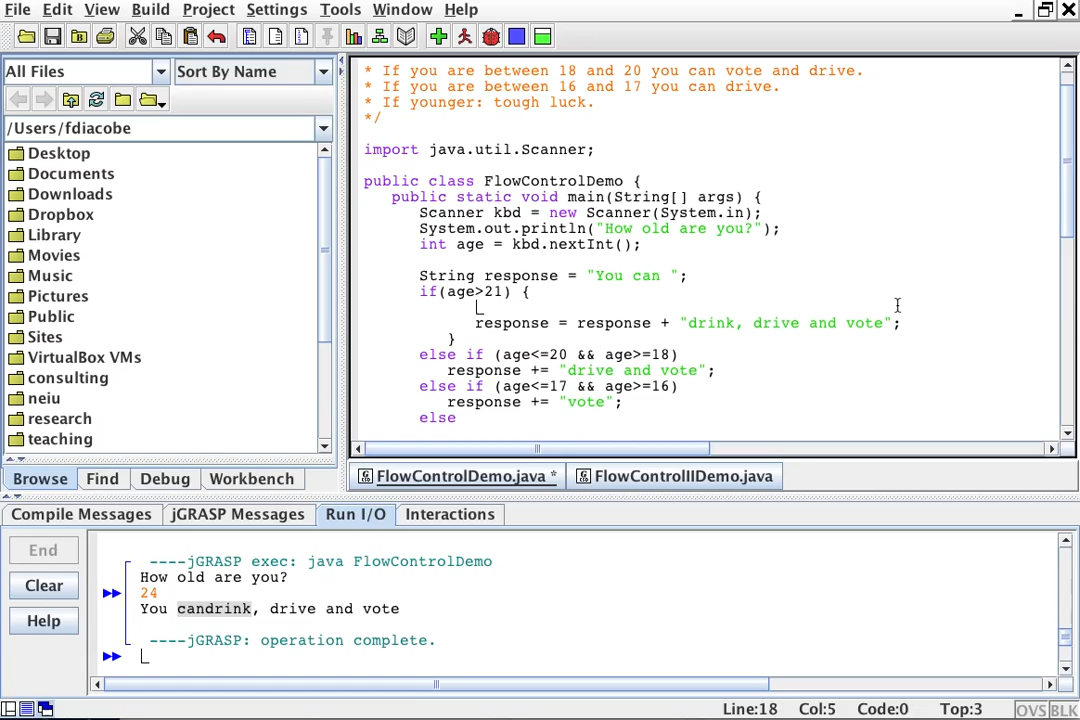 File Edit View Build Project Settings Tools Window Help
All Files Sort By Name
/Users/fdiacobe
Desktop
Documents
Downloads
Dropbox
Library
Movies
Music
Pictures
Public
Sites
VirtualBox VMs
consulting
neiu
research
teaching
Browse Find Debug Workbench
* If you are between 18 and 20 you can vote and drive.
* If you are between 16 and 17 you can drive.
* If younger: tough luck.
*/
import java.util.Scanner;
public class FlowControlDemo {
public static void main(String[] args) {
Scanner kbd = new Scanner(System.in);
System.out.println("How old are you?");
int age = kbd.nextInt();
String response = "You can ";
if(age>21) {
response = response + "drink, drive and vote";
}
else if (age<=20 && age>=18)
response += "drive and vote";
else if (age<=17 && age>=16)
response += "vote";
else
FlowControlDemo.java * FlowControlIIDemo.java
Compile Messages jGRASP Messages Run I/O Interactions
End
Clear
Help
----jGRASP exec: java FlowControlDemo
How old are you?
24
You candrink, drive and vote
----jGRASP: operation complete.
Line:18 Col:5 Code:0 Top:3 OVS BLK